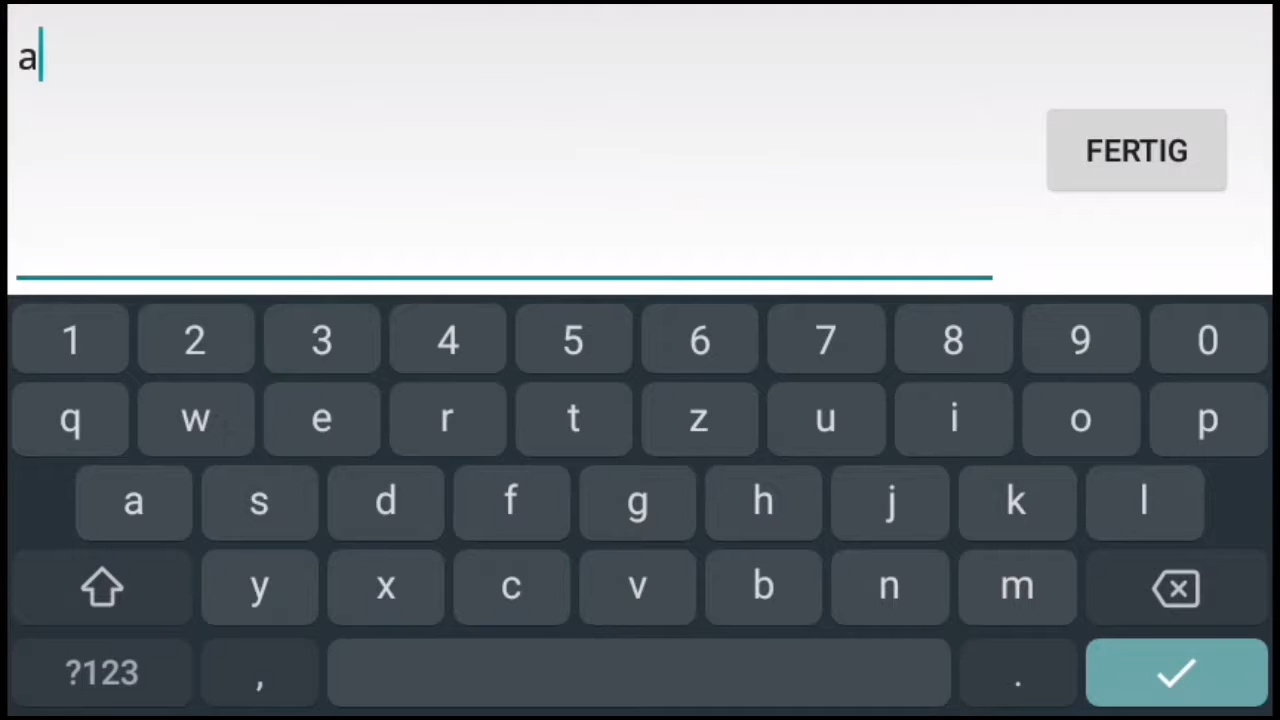 a
FERTIG
1 2 3 4 5 6 7 8 9 0
q w e r t z u i o p
a s d f g h j k l
y x c v b n m
?123 , .